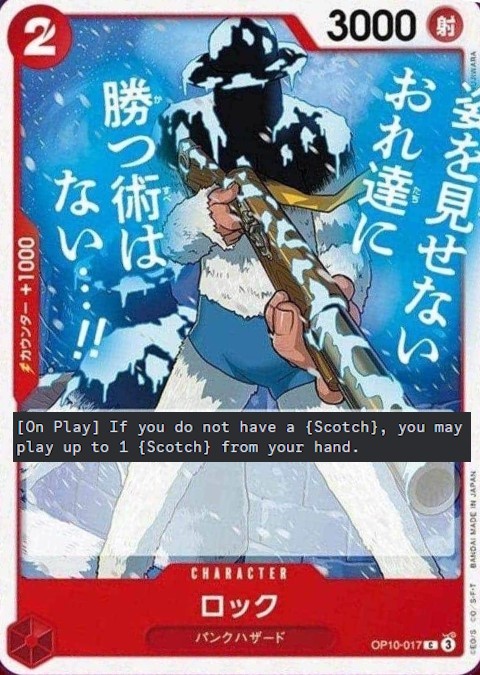 2
3000
射
を見せない
おれ達に
勝つ術は
ない…!!
カウンター +1000
[On Play] If you do not have a {Scotch}, you may
play up to 1 {Scotch} from your hand.
CHARACTER
ロック
パンクハザード
OP10-017 C 3
BANDAI MADE IN JAPAN